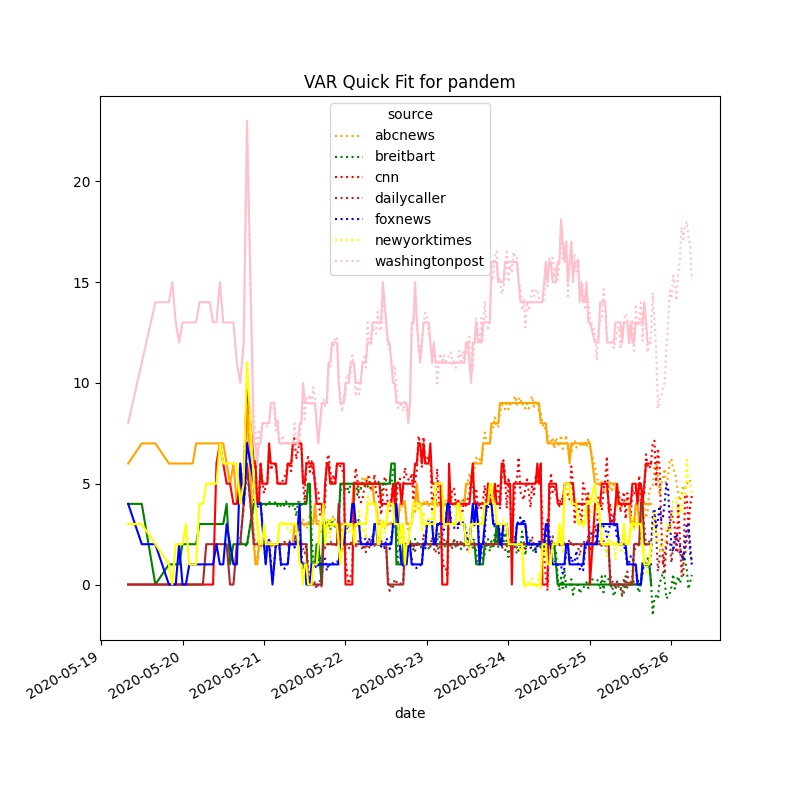 VAR Quick Fit for pandem
source
abcnews
breitbart
cnn
dailycaller
foxnews
newyorktimes
washingtonpost
20
15
10
5
0
2020-05-19
2020-05-20
2020-05-21
2020-05-22
2020-05-23
2020-05-24
2020-05-25
2020-05-26
date